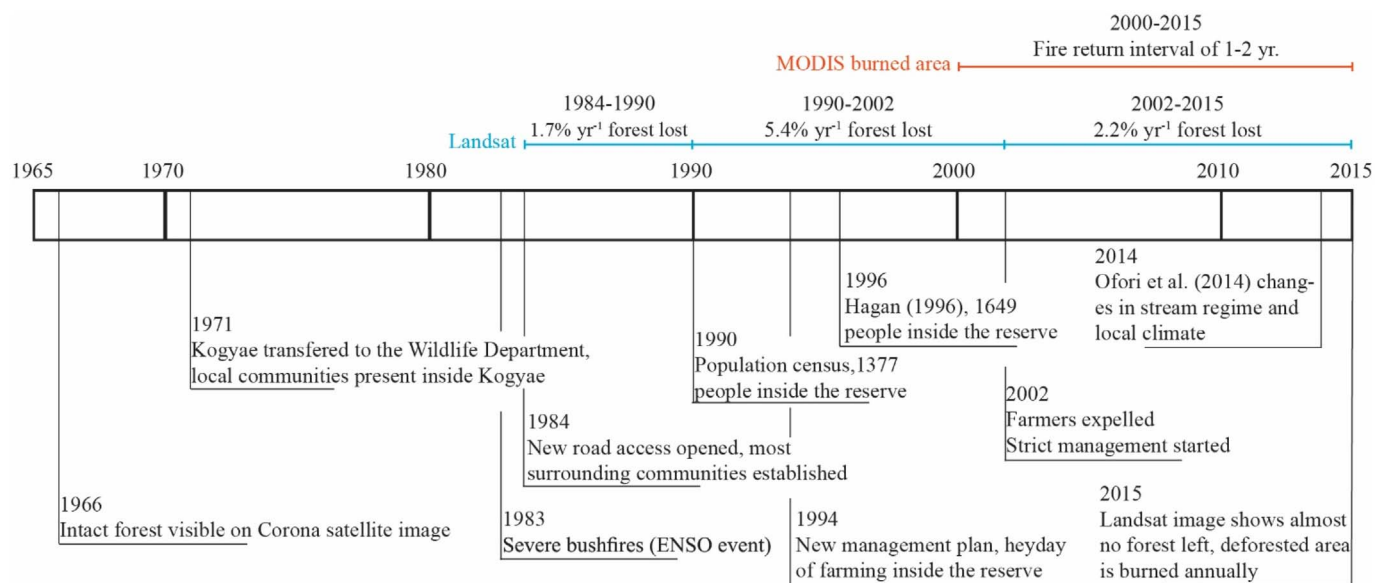 2000-2015
Fire return interval of 1-2 yr.
MODIS burned area
1984-1990
1.7% yr-1 forest lost
1990-2002
5.4% yr-1 forest lost
2002-2015
2.2% yr-1 forest lost
Landsat
1965 1970 1980 1990 2000 2010 2015
1966
Intact forest visible on Corona satellite image
1971
Kogyae transfered to the Wildlife Department,
local communities present inside Kogyae
1983
Severe bushfires (ENSO event)
1984
New road access opened, most
surrounding communities established
1990
Population census,1377
people inside the reserve
1994
New management plan, heyday
of farming inside the reserve
1996
Hagan (1996), 1649
people inside the reserve
2002
Farmers expelled
Strict management started
2014
Ofori et al. (2014) chang-
es in stream regime and
local climate
2015
Landsat image shows almost
no forest left, deforested area
is burned annually